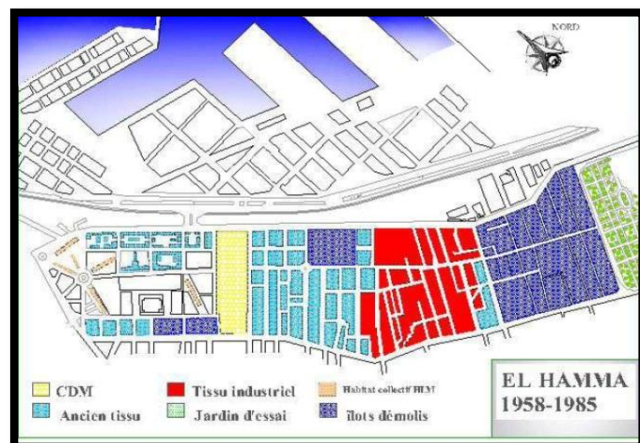 NORD
CDM
Tissu industriel
Habitat collectif HLM
Ancien tissu
Jardin d'essai
îlots démolis
EL HAMMA
1958-1985